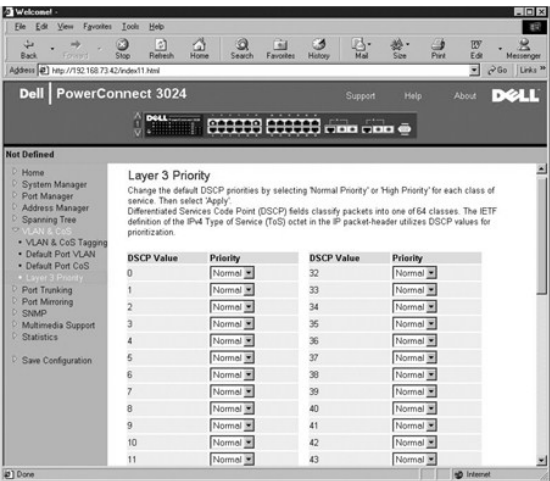 Welcome! -
File Edit View Favorites Tools Help
Back Forward Stop Refresh Home Search Favorites History Mail Size Print Edit Messenger
Address http://192.168.73.42/index11.html Go Links »
Dell | PowerConnect 3024 Support Help About DELL
DELL
Not Defined
Home
System Manager
Port Manager
Address Manager
Spanning Tree
VLAN & CoS
• VLAN & CoS Tagging
• Default Port VLAN
• Default Port CoS
• Layer 3 Priority
Port Trunking
Port Mirroring
SNMP
Multimedia Support
Statistics
Save Configuration
Layer 3 Priority
Change the default DSCP priorities by selecting 'Normal Priority' or 'High Priority' for each class of
service. Then select 'Apply'.
Differentiated Services Code Point (DSCP) fields classify packets into one of 64 classes. The IETF
definition of the IPv4 Type of Service (ToS) octet in the IP packet-header utilizes DSCP values for
prioritization.
DSCP Value Priority DSCP Value Priority
0 Normal 32 Normal
1 Normal 33 Normal
2 Normal 34 Normal
3 Normal 35 Normal
4 Normal 36 Normal
5 Normal 37 Normal
6 Normal 38 Normal
7 Normal 39 Normal
8 Normal 40 Normal
9 Normal 41 Normal
10 Normal 42 Normal
11 Normal 43 Normal
Done Internet